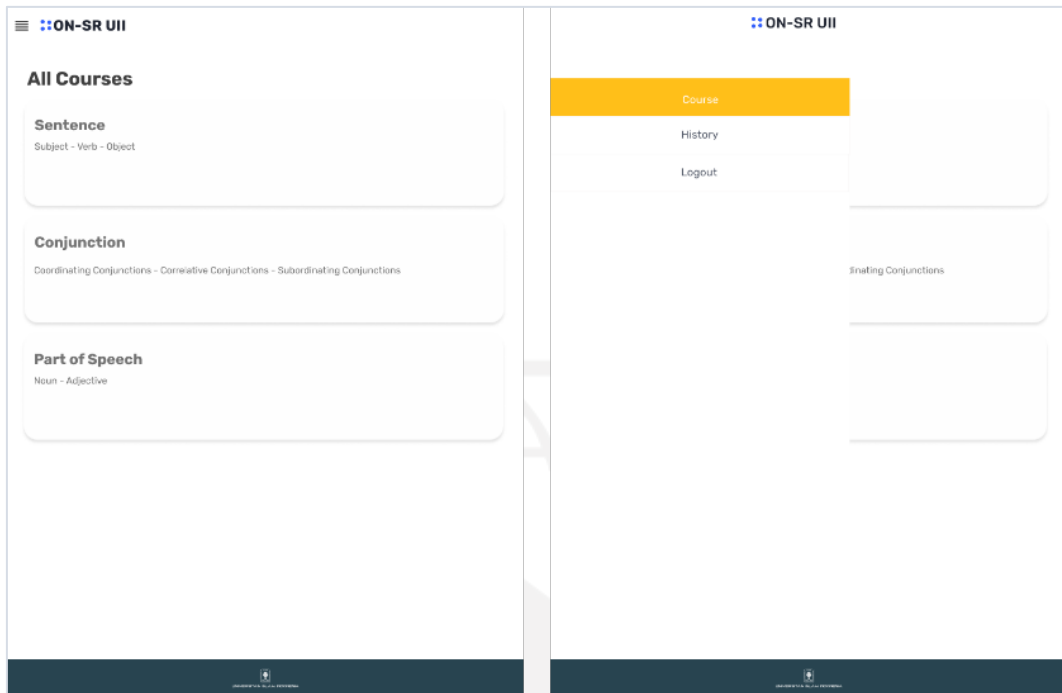 ON-SR UII
All Courses
Sentence
Subject - Verb - Object
Conjunction
Coordinating Conjunctions - Correlative Conjunctions - Subordinating Conjunctions
Part of Speech
Noun - Adjective
ON-SR UII
Course
History
Logout
Conjunctions